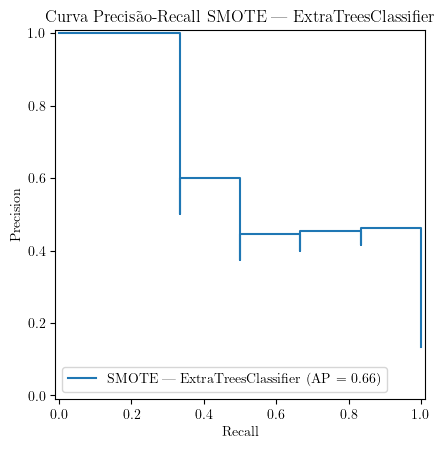 Curva Precisão-Recall SMOTE — ExtraTreesClassifier
1.0
0.8
0.6
0.4
0.2
0.0
Precision
SMOTE — ExtraTreesClassifier (AP = 0.66)
0.0 0.2 0.4 0.6 0.8 1.0
Recall